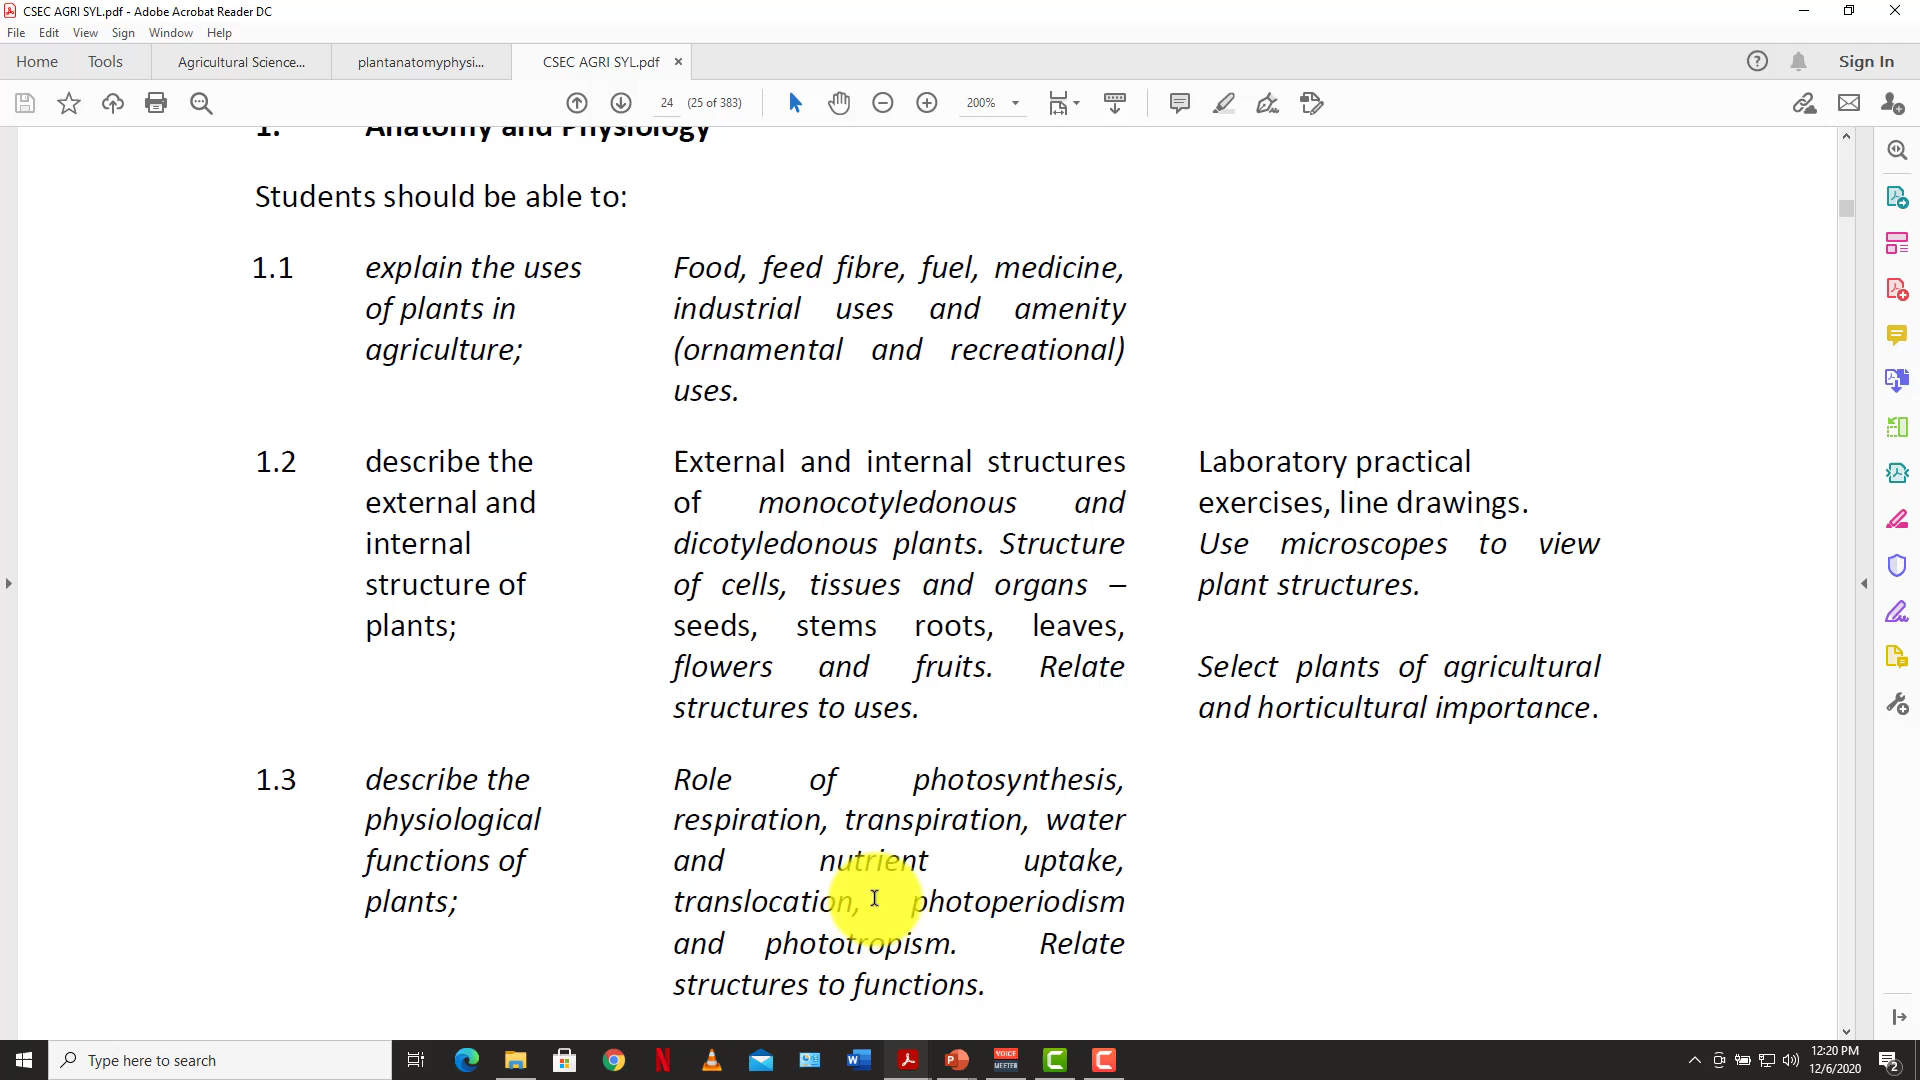 CSEC AGRI SYL.pdf - Adobe Acrobat Reader DC
File Edit View Sign Window Help
Home Tools Agricultural Science... plantanatomyphysi... CSEC AGRI SYL.pdf × Sign In
24 (25 of 383) 200%
1. Anatomy and Physiology
Students should be able to:
1.1 explain the uses Food, feed fibre, fuel, medicine,
of plants in industrial uses and amenity
agriculture; (ornamental and recreational)
uses.
1.2 describe the External and internal structures Laboratory practical
external and of monocotyledonous and exercises, line drawings.
internal dicotyledonous plants. Structure Use microscopes to view
structure of of cells, tissues and organs – plant structures.
plants; seeds, stems roots, leaves,
flowers and fruits. Relate Select plants of agricultural
structures to uses. and horticultural importance.
1.3 describe the Role of photosynthesis,
physiological respiration, transpiration, water
functions of and nutrient uptake,
plants; translocation, photoperiodism
and phototropism. Relate
structures to functions.
Type here to search
VOICE
MEETER
12:20 PM
12/6/2020
2